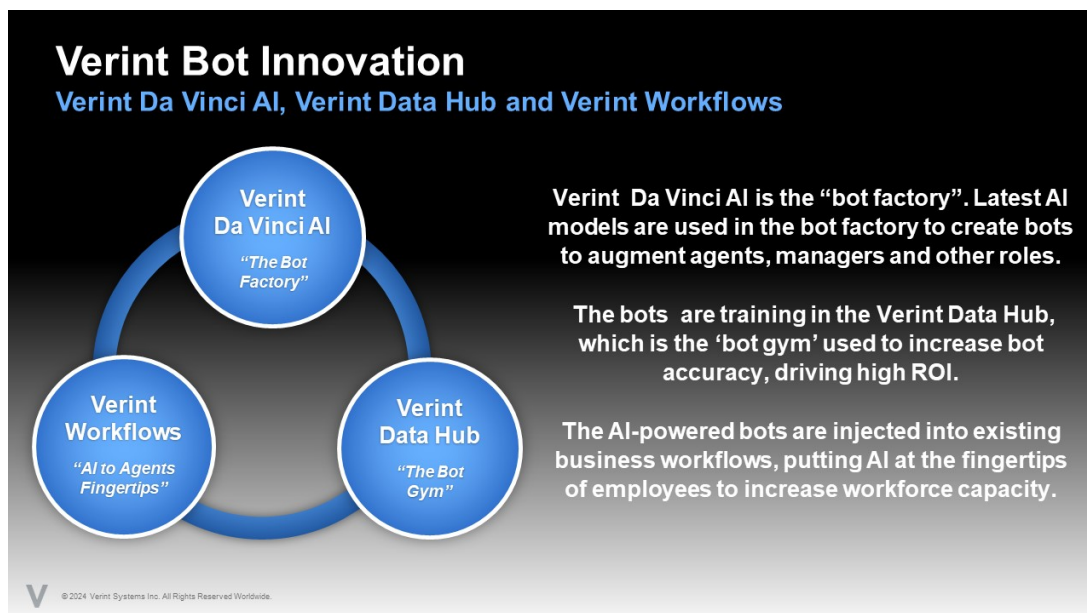 Verint Bot Innovation
Verint Da Vinci AI, Verint Data Hub and Verint Workflows
Verint
Da Vinci AI
“The Bot
Factory”
Verint
Workflows
“AI to Agents
Fingertips”
Verint
Data Hub
“The Bot
Gym”
Verint Da Vinci AI is the “bot factory”. Latest AI
models are used in the bot factory to create bots
to augment agents, managers and other roles.
The bots are training in the Verint Data Hub,
which is the ‘bot gym’ used to increase bot
accuracy, driving high ROI.
The AI-powered bots are injected into existing
business workflows, putting AI at the fingertips
of employees to increase workforce capacity.
V
© 2024 Verint Systems Inc. All Rights Reserved Worldwide.